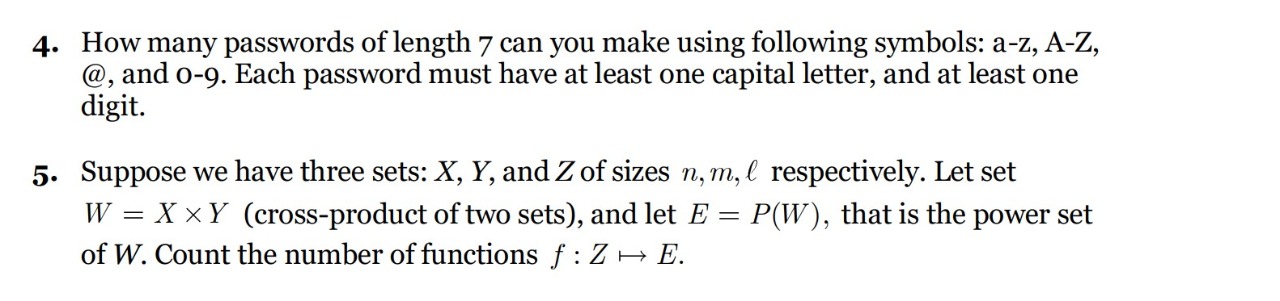 4. How many passwords of length 7 can you make using following symbols: a-z, A-Z,
@, and 0-9. Each password must have at least one capital letter, and at least one
digit.
5. Suppose we have three sets: X, Y, and Z of sizes n, m, ℓ respectively. Let set
W = X × Y (cross-product of two sets), and let E = P(W), that is the power set
of W. Count the number of functions f : Z ↦ E.